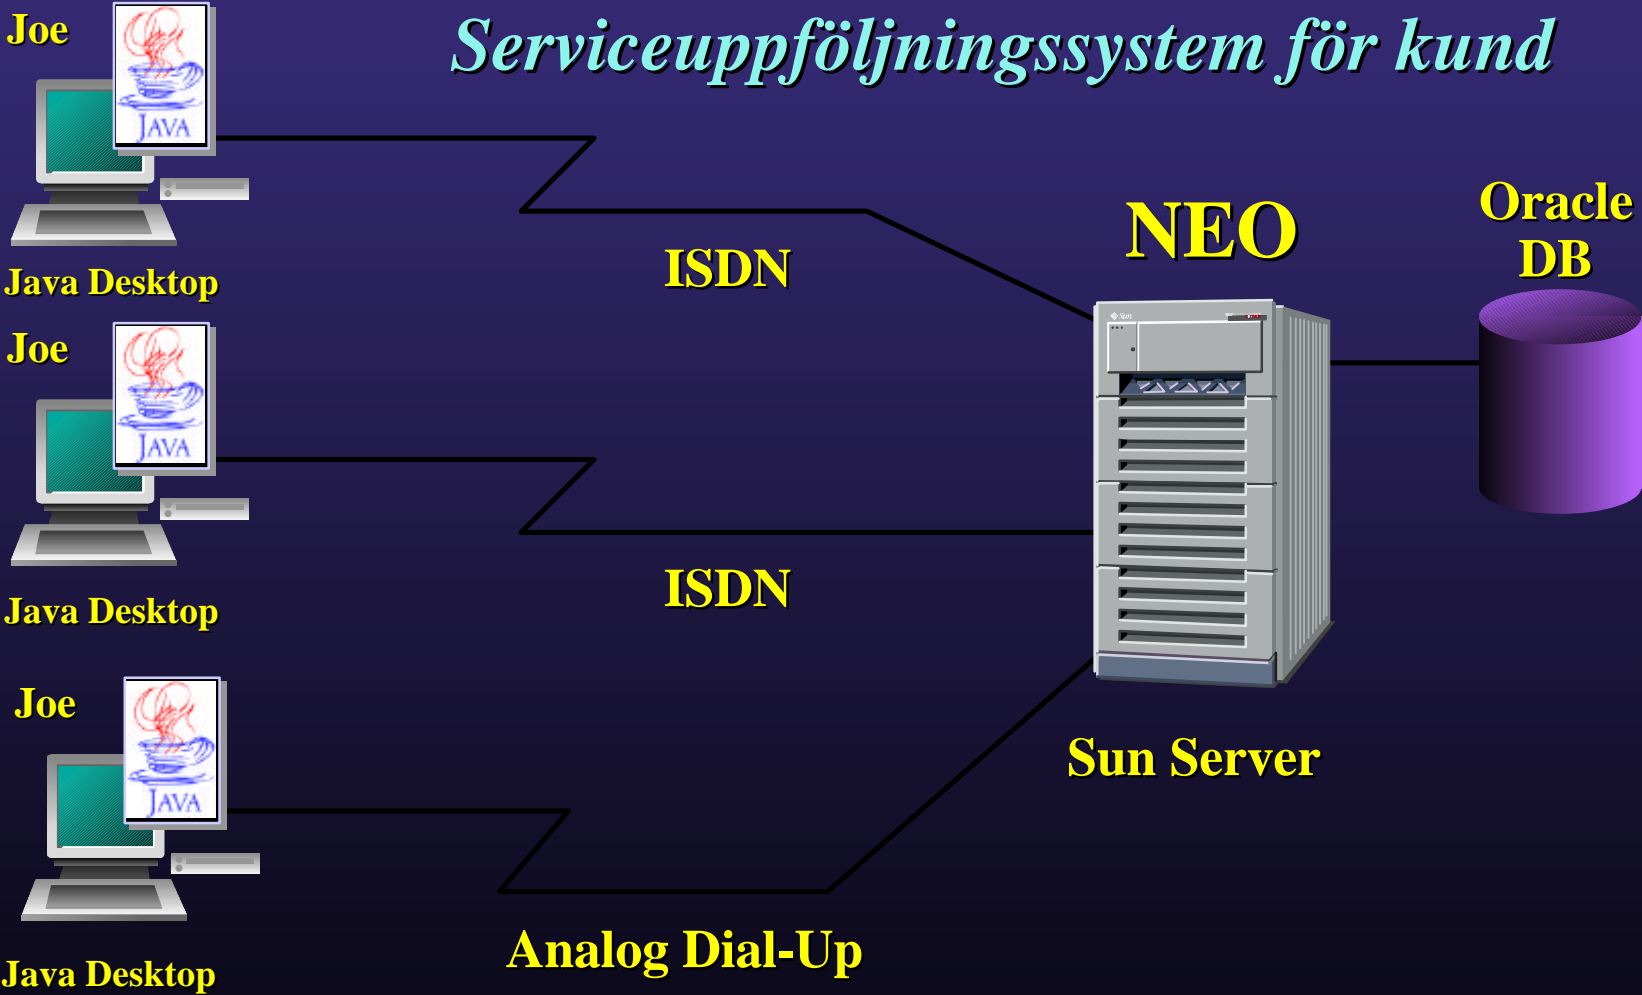 Serviceuppföljningssystem för kund
Joe
JAVA
Java Desktop
ISDN
Joe
JAVA
Java Desktop
ISDN
Joe
JAVA
Java Desktop
Analog Dial-Up
NEO
Sun
Sun Server
Oracle
DB